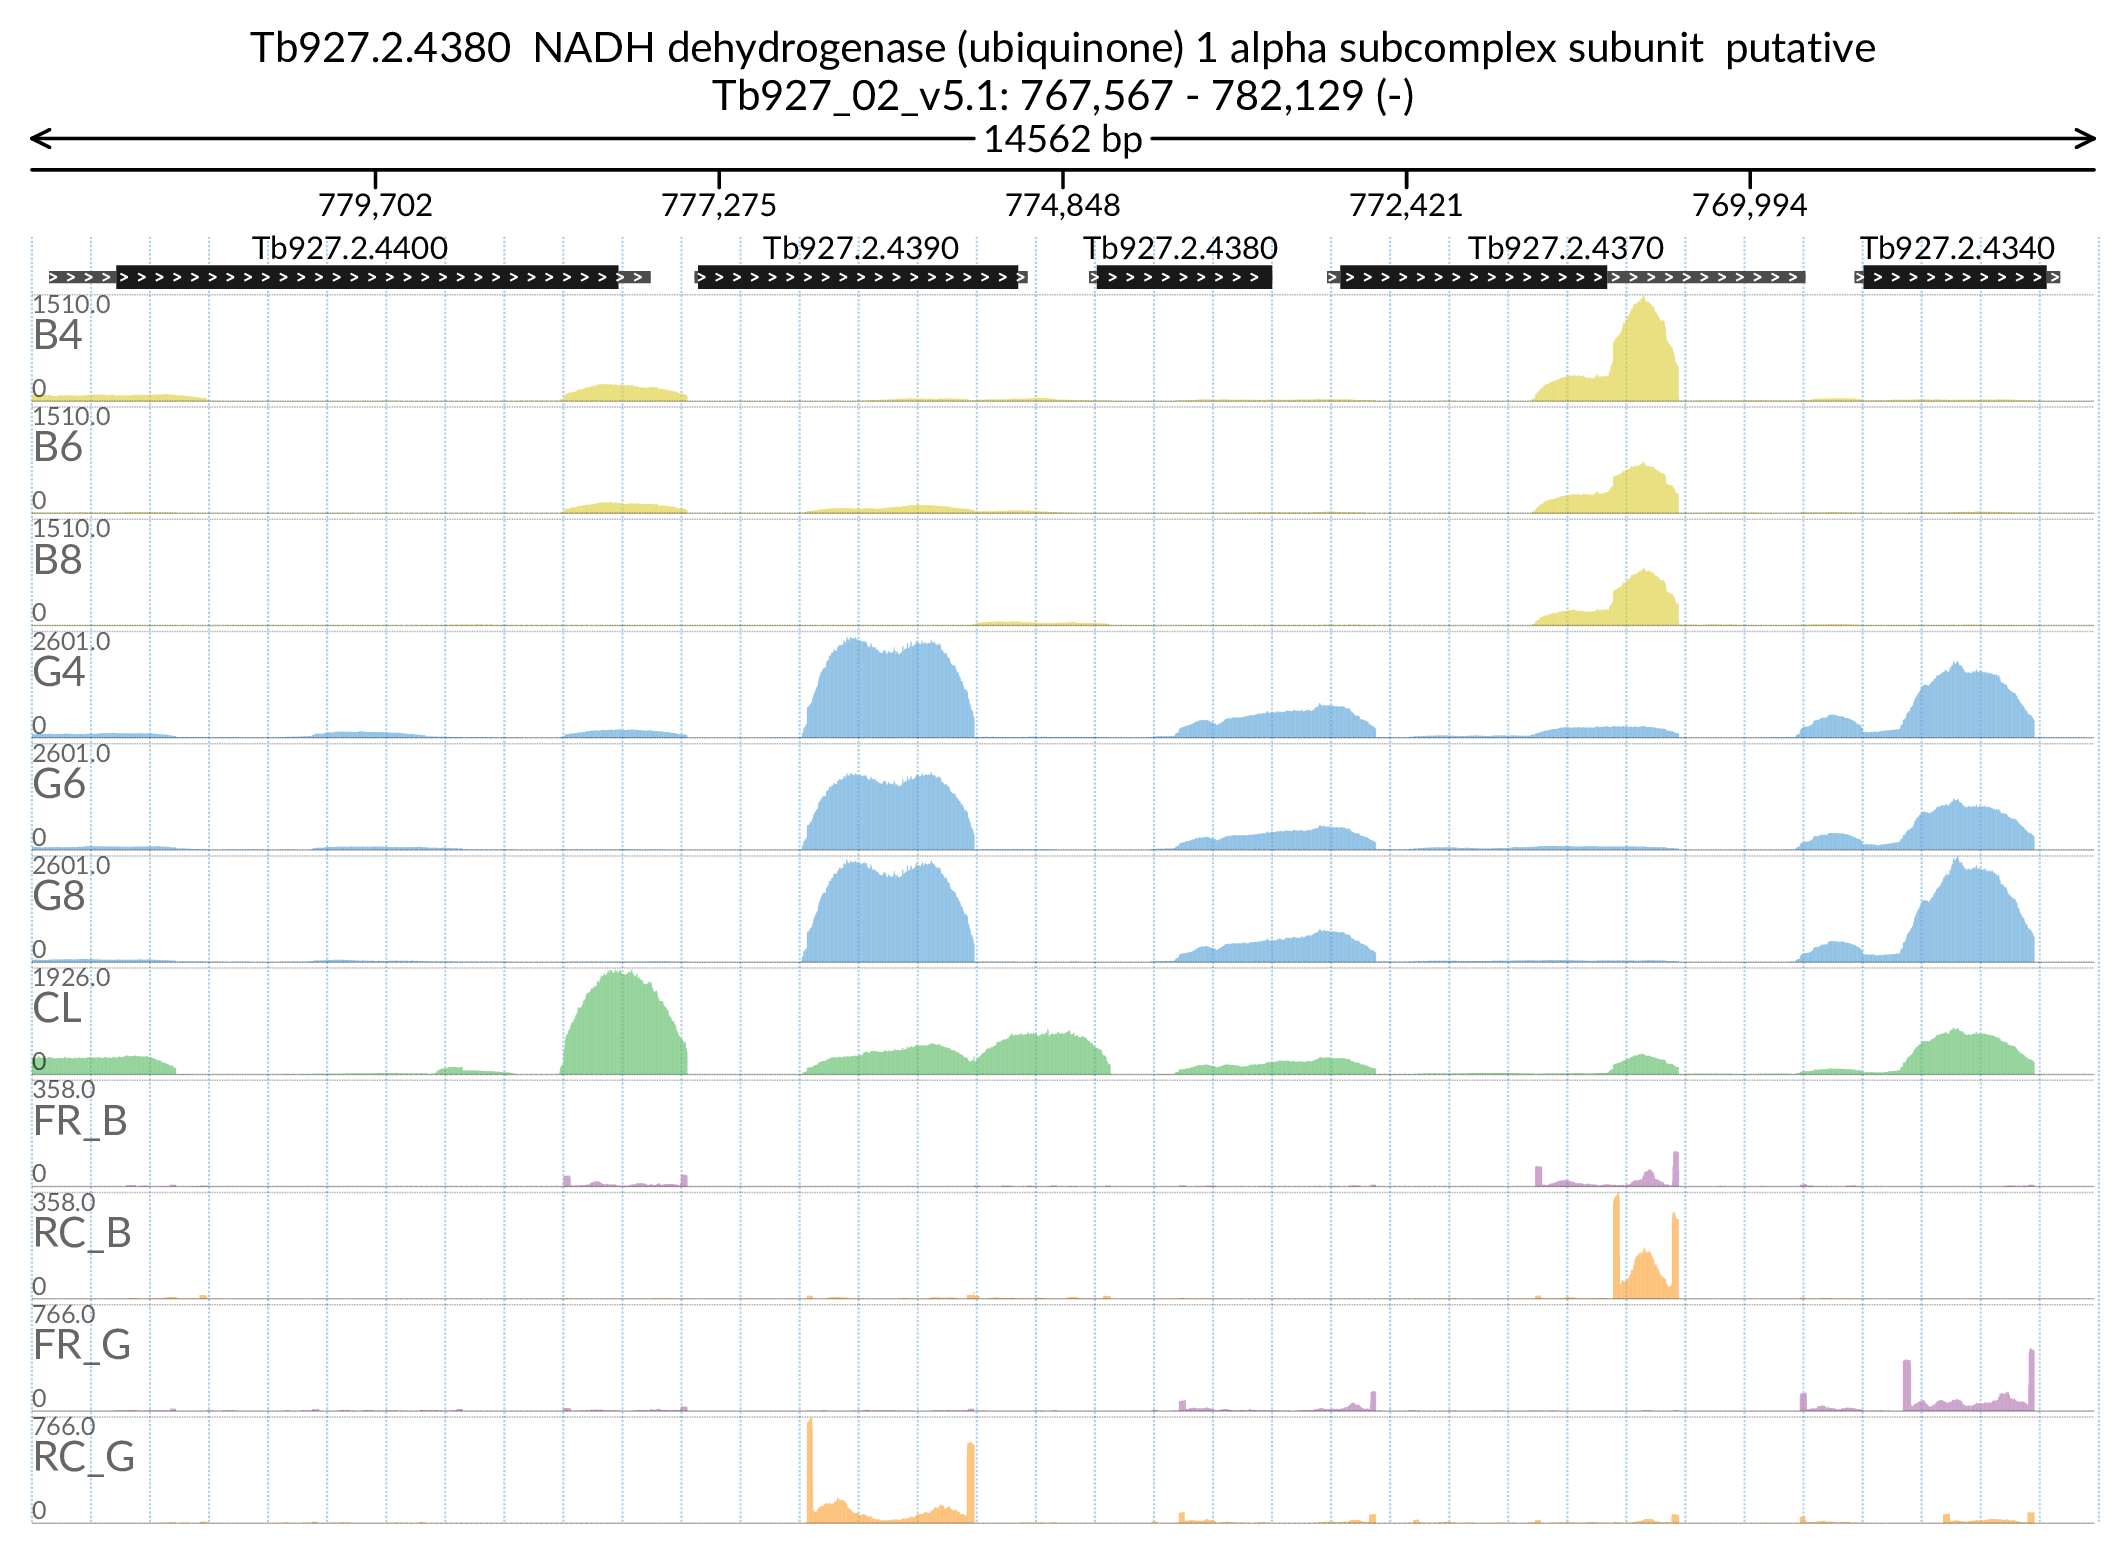 Tb927.2.4380  NADH dehydrogenase (ubiquinone) 1 alpha subcomplex subunit  putative
Tb927_02_v5.1: 767,567 - 782,129 (-)
14562 bp
779,702 777,275 774,848 772,421 769,994
Tb927.2.4400 Tb927.2.4390 Tb927.2.4380 Tb927.2.4370 Tb927.2.4340
1510.0
B4
0
1510.0
B6
0
1510.0
B8
0
2601.0
G4
0
2601.0
G6
0
2601.0
G8
0
1926.0
CL
0
358.0
FR_B
0
358.0
RC_B
0
766.0
FR_G
0
766.0
RC_G
0